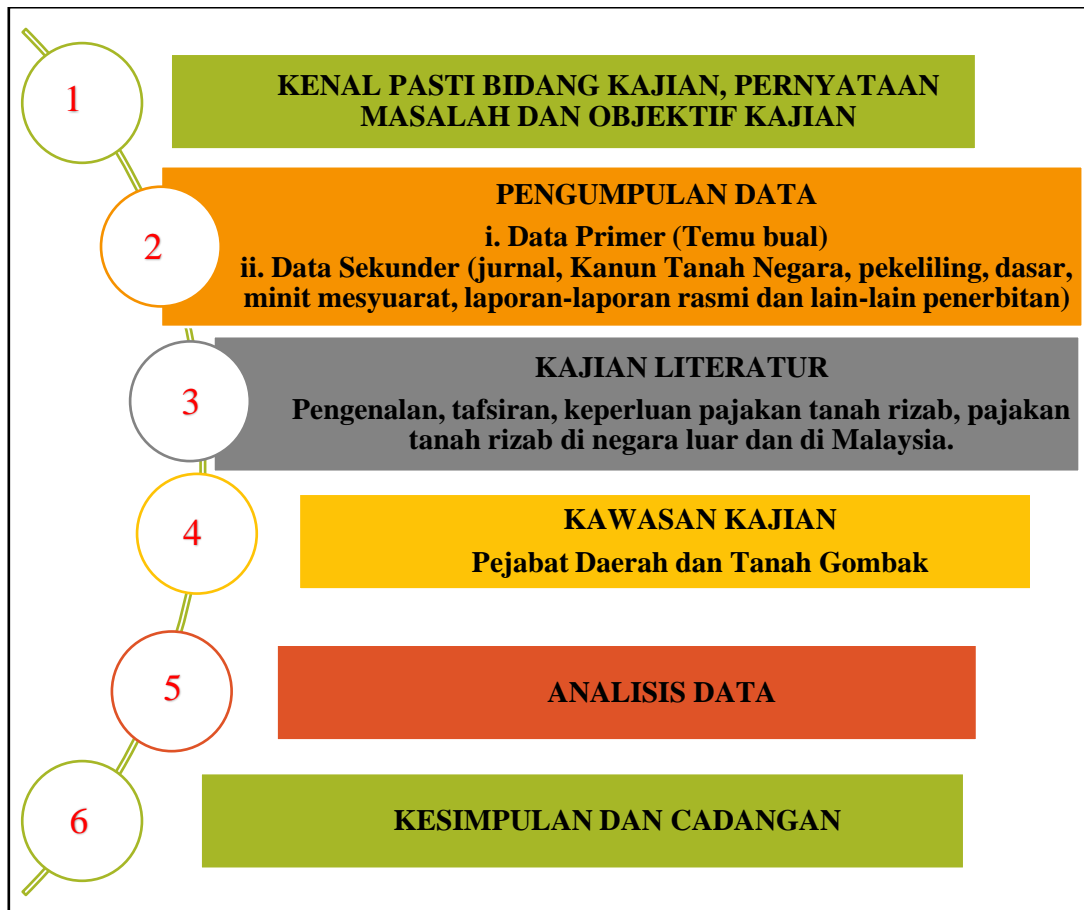 1
KENAL PASTI BIDANG KAJIAN, PERNYATAAN
MASALAH DAN OBJEKTIF KAJIAN
2
PENGUMPULAN DATA
i. Data Primer (Temu bual)
ii. Data Sekunder (jurnal, Kanun Tanah Negara, pekeliling, dasar,
minit mesyuarat, laporan-laporan rasmi dan lain-lain penerbitan)
3
KAJIAN LITERATUR
Pengenalan, tafsiran, keperluan pajakan tanah rizab, pajakan
tanah rizab di negara luar dan di Malaysia.
4
KAWASAN KAJIAN
Pejabat Daerah dan Tanah Gombak
5
ANALISIS DATA
6
KESIMPULAN DAN CADANGAN